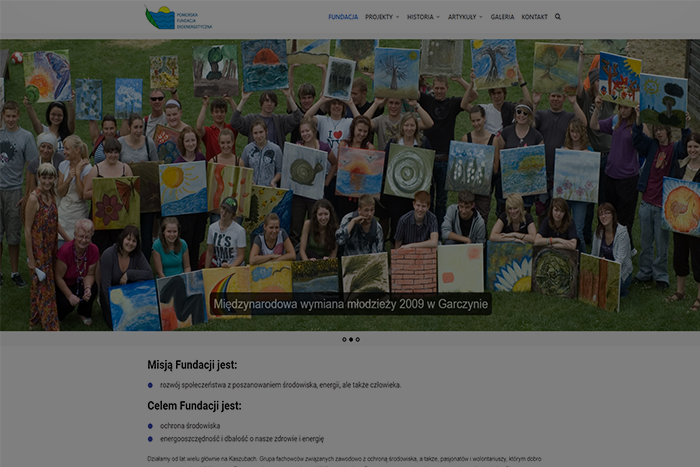 POMORSKA
FUNDACJA
BIOENERGETYCZNA
FUNDACJA PROJEKTY HISTORIA ARTYKUŁY GALERIA KONTAKT
I ❤ TO
IT'S
Międzynarodowa wymiana młodzieży 2009 w Garczynie
Misją Fundacji jest:
rozwój społeczeństwa z poszanowaniem środowiska, energii, ale także człowieka.
Celem Fundacji jest:
ochrona środowiska
energooszczędność i dbałość o nasze zdrowie i energię
Działamy od lat wielu głównie na Kaszubach. Grupa fachowców związanych zawodowo z ochroną środowiska, a także, pasjonatów i wolontariuszy, którym dobro